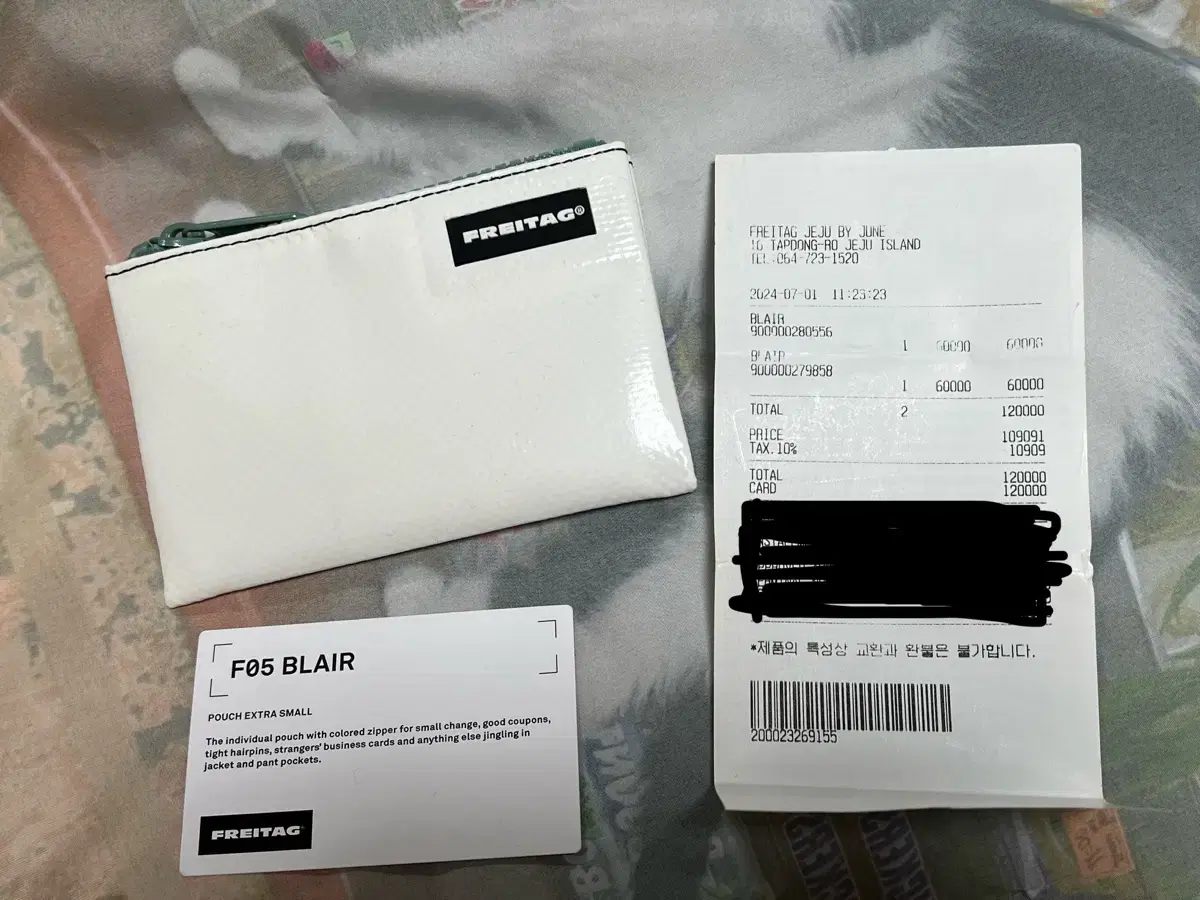 FREITAG®
F05 BLAIR
POUCH EXTRA SMALL
The individual pouch with colored zipper for small change, good coupons,
tight hairpins, strangers' business cards and anything else jingling in
jacket and pant pockets.
FREITAG
FREITAG JEJU BY JUNE
16 TAPDONG-RO JEJU ISLAND
TEL:064-723-1520
2024-07-01 11:23:23
BLAIR
900000280556
1 60000 60000
BLAIR
900000279858
1 60000 60000
TOTAL 2 120000
PRICE 109091
TAX.10% 10909
TOTAL 120000
CARD 120000
*제품의 특성상 교환과 환불은 불가합니다.
200023269155